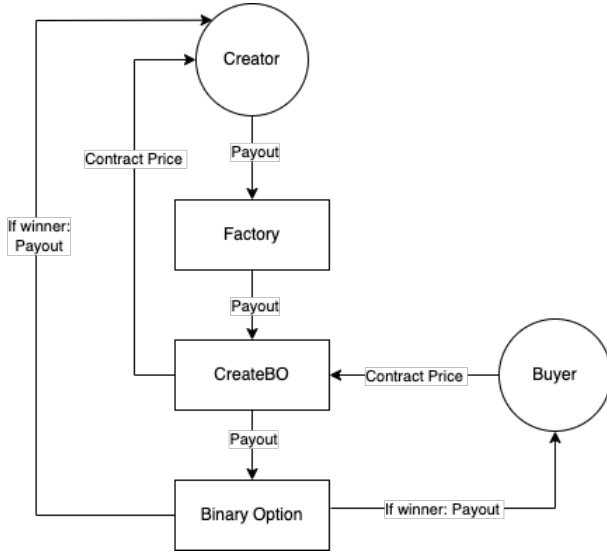 Creator
Payout
Contract Price
Factory
If winner:
Payout
Payout
CreateBO
Contract Price
Buyer
Payout
Binary Option
If winner: Payout